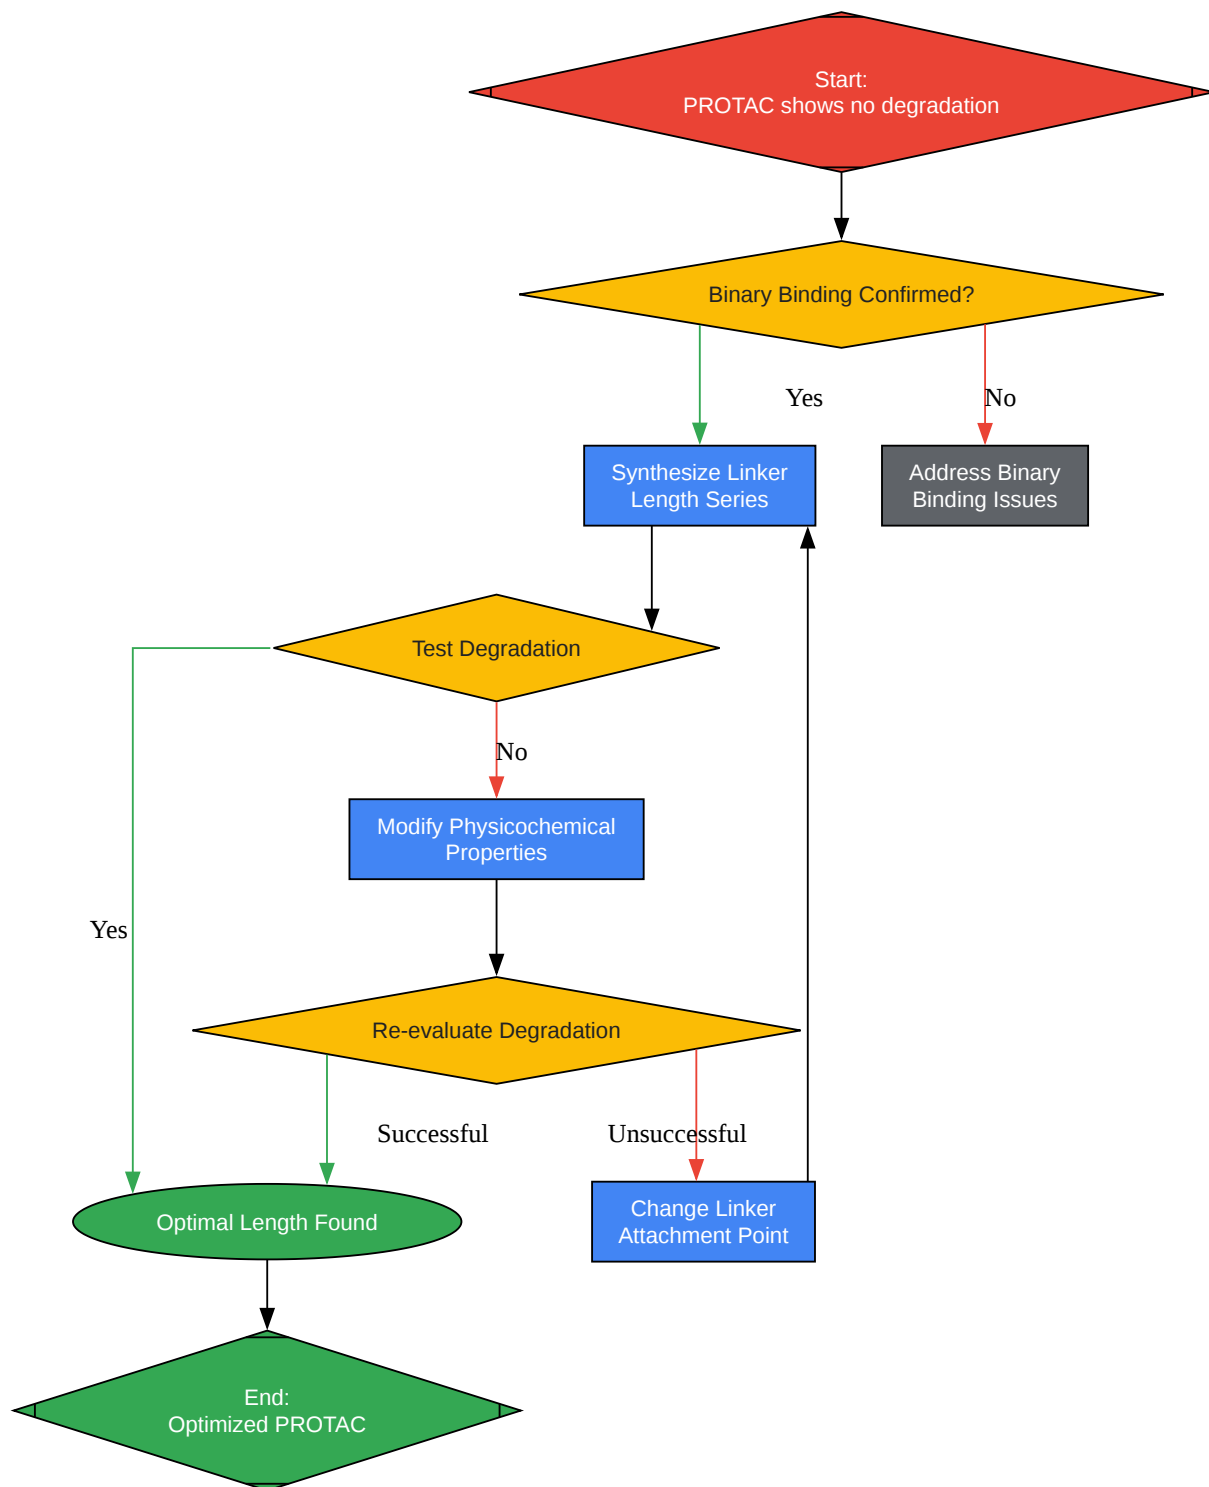 Start:
PROTAC shows no degradation
Binary Binding Confirmed?
Yes
No
Synthesize Linker
Length Series
Address Binary
Binding Issues
Test Degradation
No
Modify Physicochemical
Properties
Yes
Re-evaluate Degradation
Successful
Unsuccessful
Optimal Length Found
Change Linker
Attachment Point
End:
Optimized PROTAC